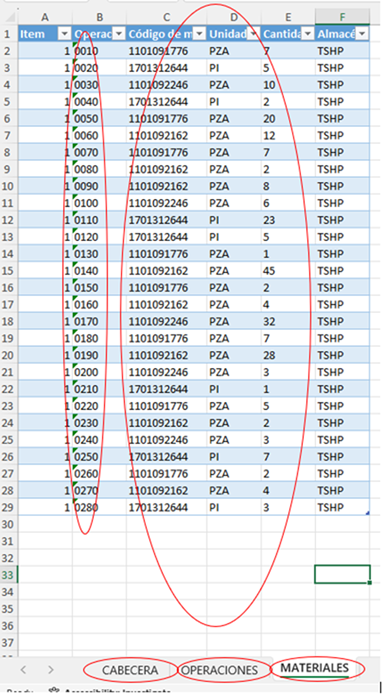 A B C D E F
1 Item Operac Código de m Unidad Cantida Almacé
2 1 0010 1101091776 PZA 7 TSHP
3 1 0020 1701312644 PI 5 TSHP
4 1 0030 1101092246 PZA 10 TSHP
5 1 0040 1701312644 PI 2 TSHP
6 1 0050 1101091776 PZA 20 TSHP
7 1 0060 1101092162 PZA 12 TSHP
8 1 0070 1101091776 PZA 7 TSHP
9 1 0080 1101092162 PZA 2 TSHP
10 1 0090 1101092162 PZA 8 TSHP
11 1 0100 1101092246 PZA 6 TSHP
12 1 0110 1701312644 PI 23 TSHP
13 1 0120 1701312644 PI 5 TSHP
14 1 0130 1101091776 PZA 1 TSHP
15 1 0140 1101092162 PZA 45 TSHP
16 1 0150 1101091776 PZA 2 TSHP
17 1 0160 1101092162 PZA 4 TSHP
18 1 0170 1101092246 PZA 32 TSHP
19 1 0180 1101091776 PZA 7 TSHP
20 1 0190 1101092162 PZA 28 TSHP
21 1 0200 1101092246 PZA 3 TSHP
22 1 0210 1701312644 PI 1 TSHP
23 1 0220 1101091776 PZA 5 TSHP
24 1 0230 1101092162 PZA 2 TSHP
25 1 0240 1101092246 PZA 3 TSHP
26 1 0250 1701312644 PI 7 TSHP
27 1 0260 1101091776 PZA 2 TSHP
28 1 0270 1101092162 PZA 4 TSHP
29 1 0280 1701312644 PI 3 TSHP
30
31
32
33
34
35
36
37
CABECERA OPERACIONES MATERIALES